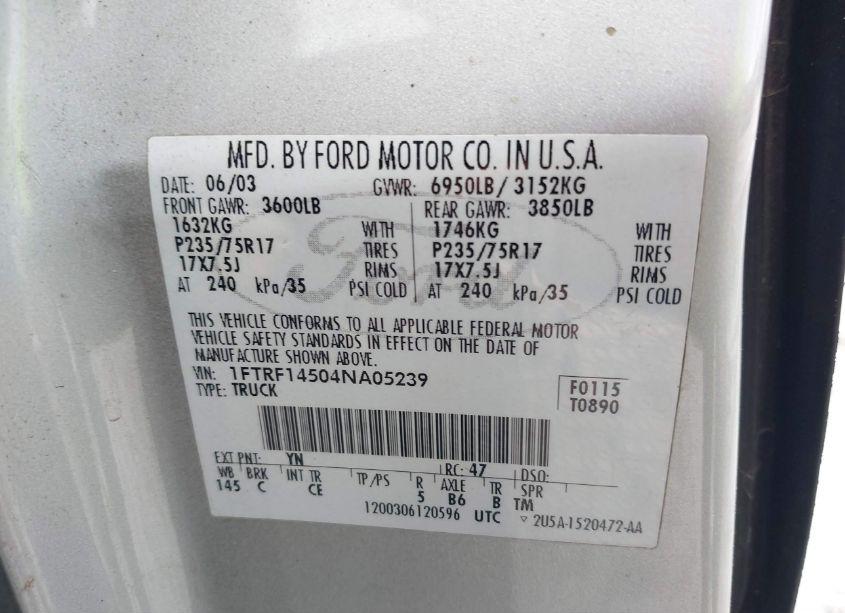 MFD. BY FORD MOTOR CO. IN U.S.A.
DATE: 06/03 GVWR: 6950LB/ 3152KG
FRONT GAWR: 3600LB REAR GAWR: 3850LB
1632KG WITH 1746KG WITH
P235/75R17 TIRES P235/75R17 TIRES
17X7.5J RIMS 17X7.5J RIMS
AT 240 kPa/35 PSI COLD AT 240 kPa/35 PSI COLD
Ford
THIS VEHICLE CONFORMS TO ALL APPLICABLE FEDERAL MOTOR
VEHICLE SAFETY STANDARDS IN EFFECT ON THE DATE OF
MANUFACTURE SHOWN ABOVE.
VIN: 1FTRF14504NA05239
TYPE: TRUCK
F0115
T0890
EXT PNT: YN RC: 47 DSO:
WB BRK INT TR TP/PS R AXLE TR SPR
145 C CE 5 B6 B TM
1200306120596 UTC ▽ 2U5A-1520472-AA